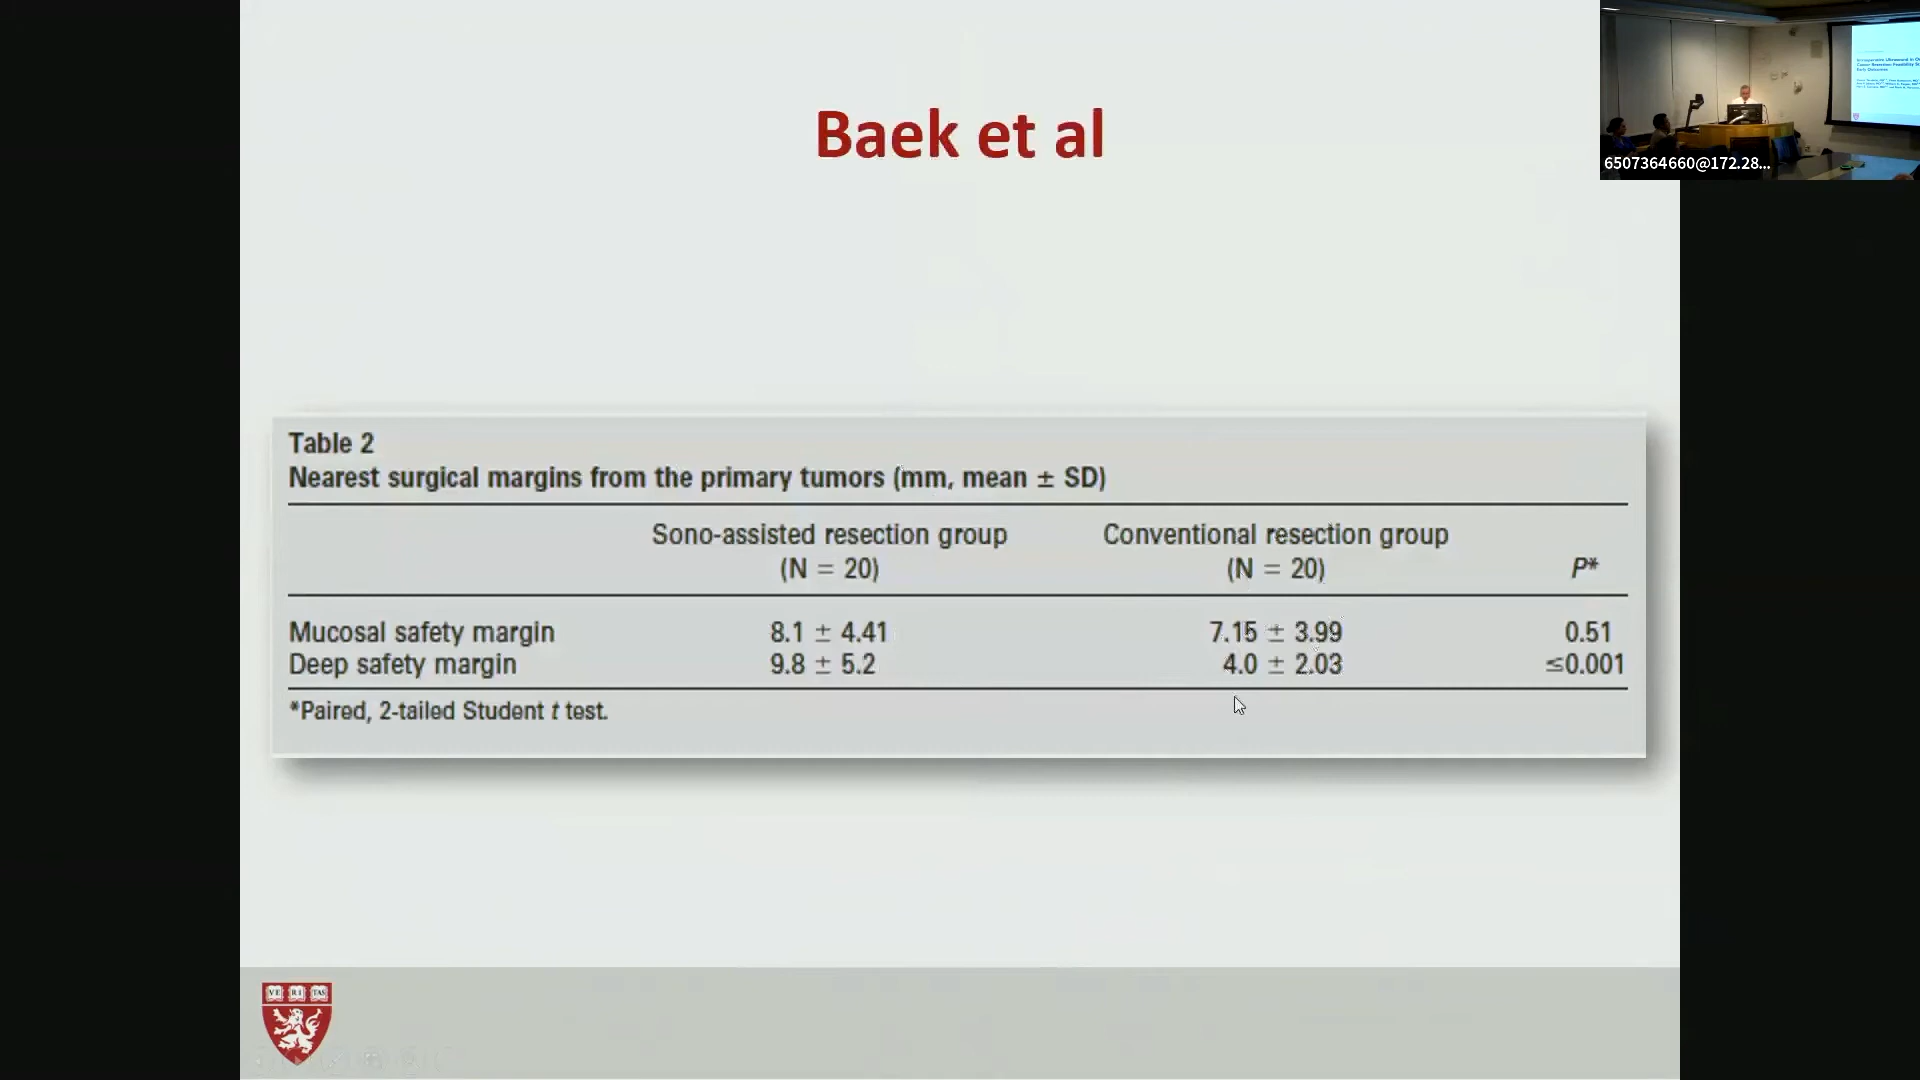 Baek et al
6507364660@172.28...
Table 2
Nearest surgical margins from the primary tumors (mm, mean ± SD)
Sono-assisted resection group Conventional resection group
(N = 20) (N = 20) P*
Mucosal safety margin 8.1 ± 4.41 7.15 ± 3.99 0.51
Deep safety margin 9.8 ± 5.2 4.0 ± 2.03 ≤0.001
*Paired, 2-tailed Student t test.
VE RI TAS